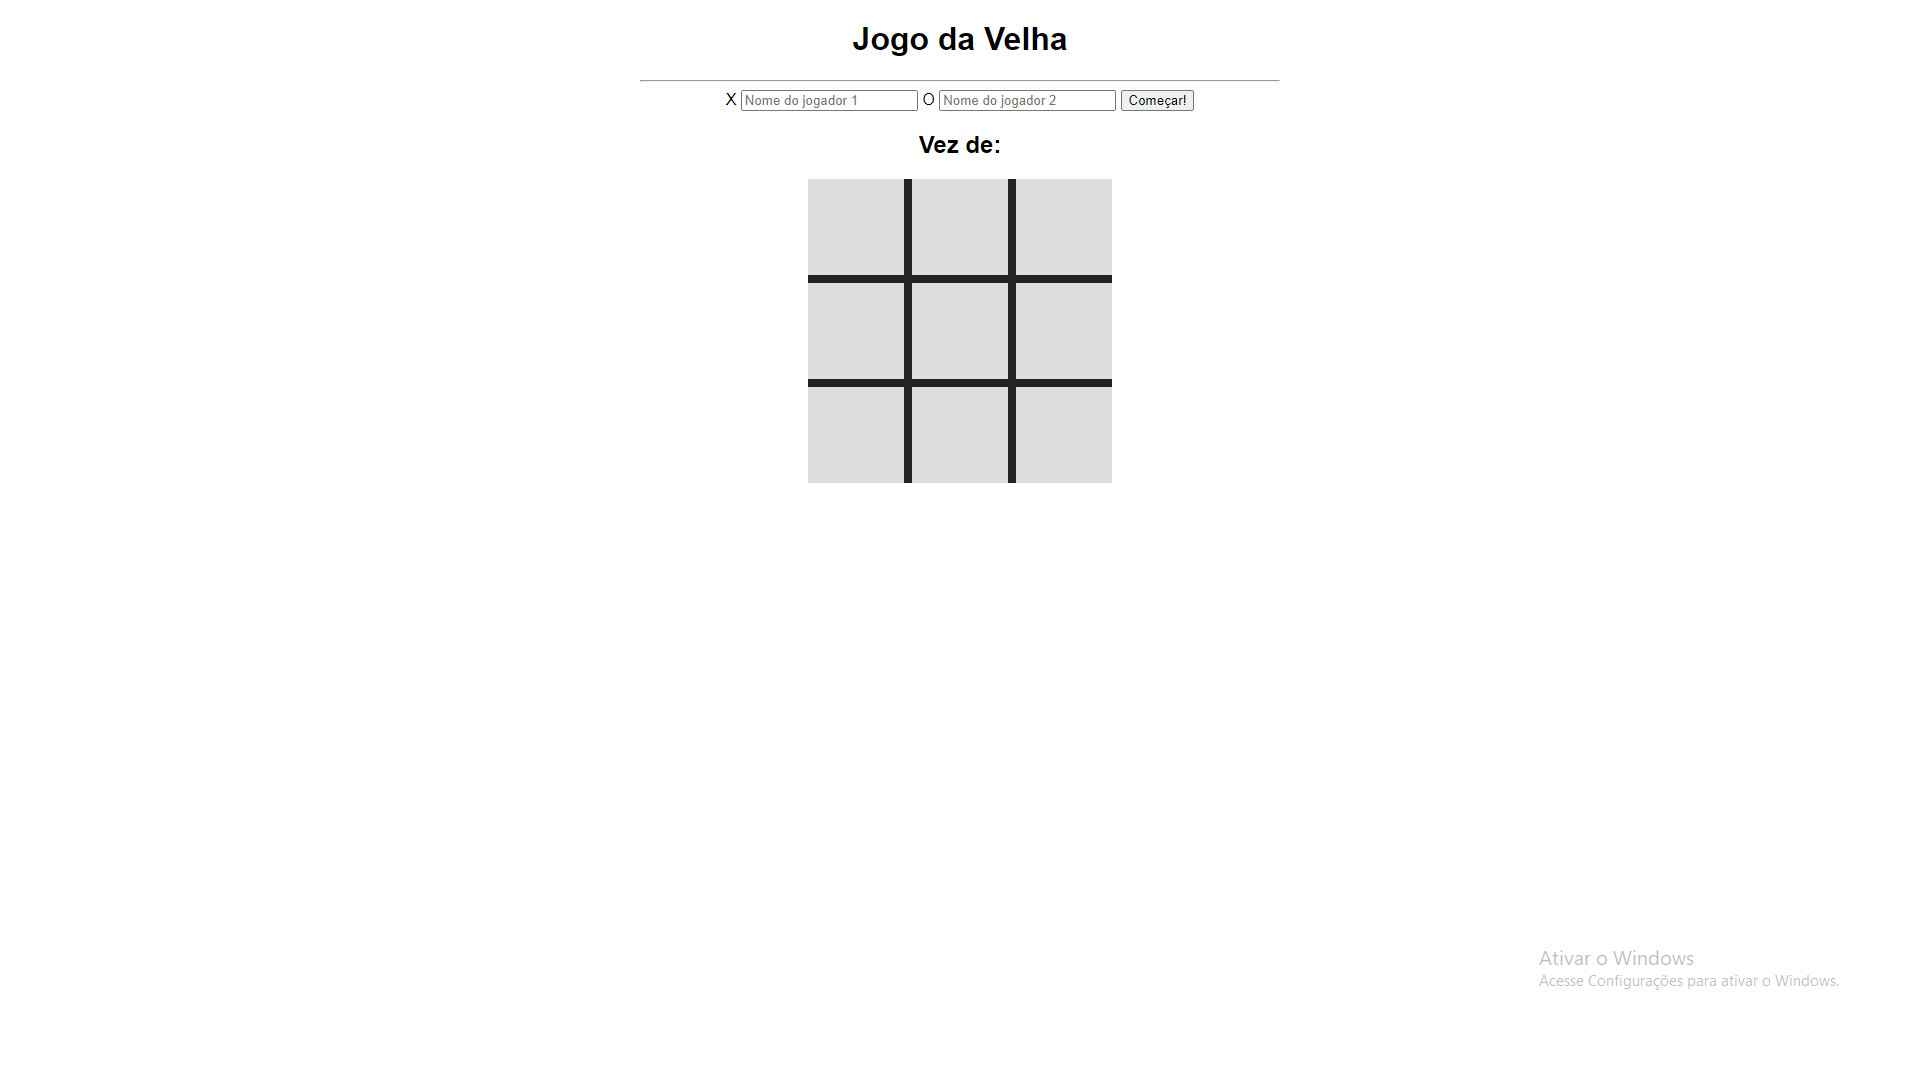 Jogo da Velha
X Nome do jogador 1 O Nome do jogador 2 Começar!
Vez de:
Ativar o Windows
Acesse Configurações para ativar o Windows.